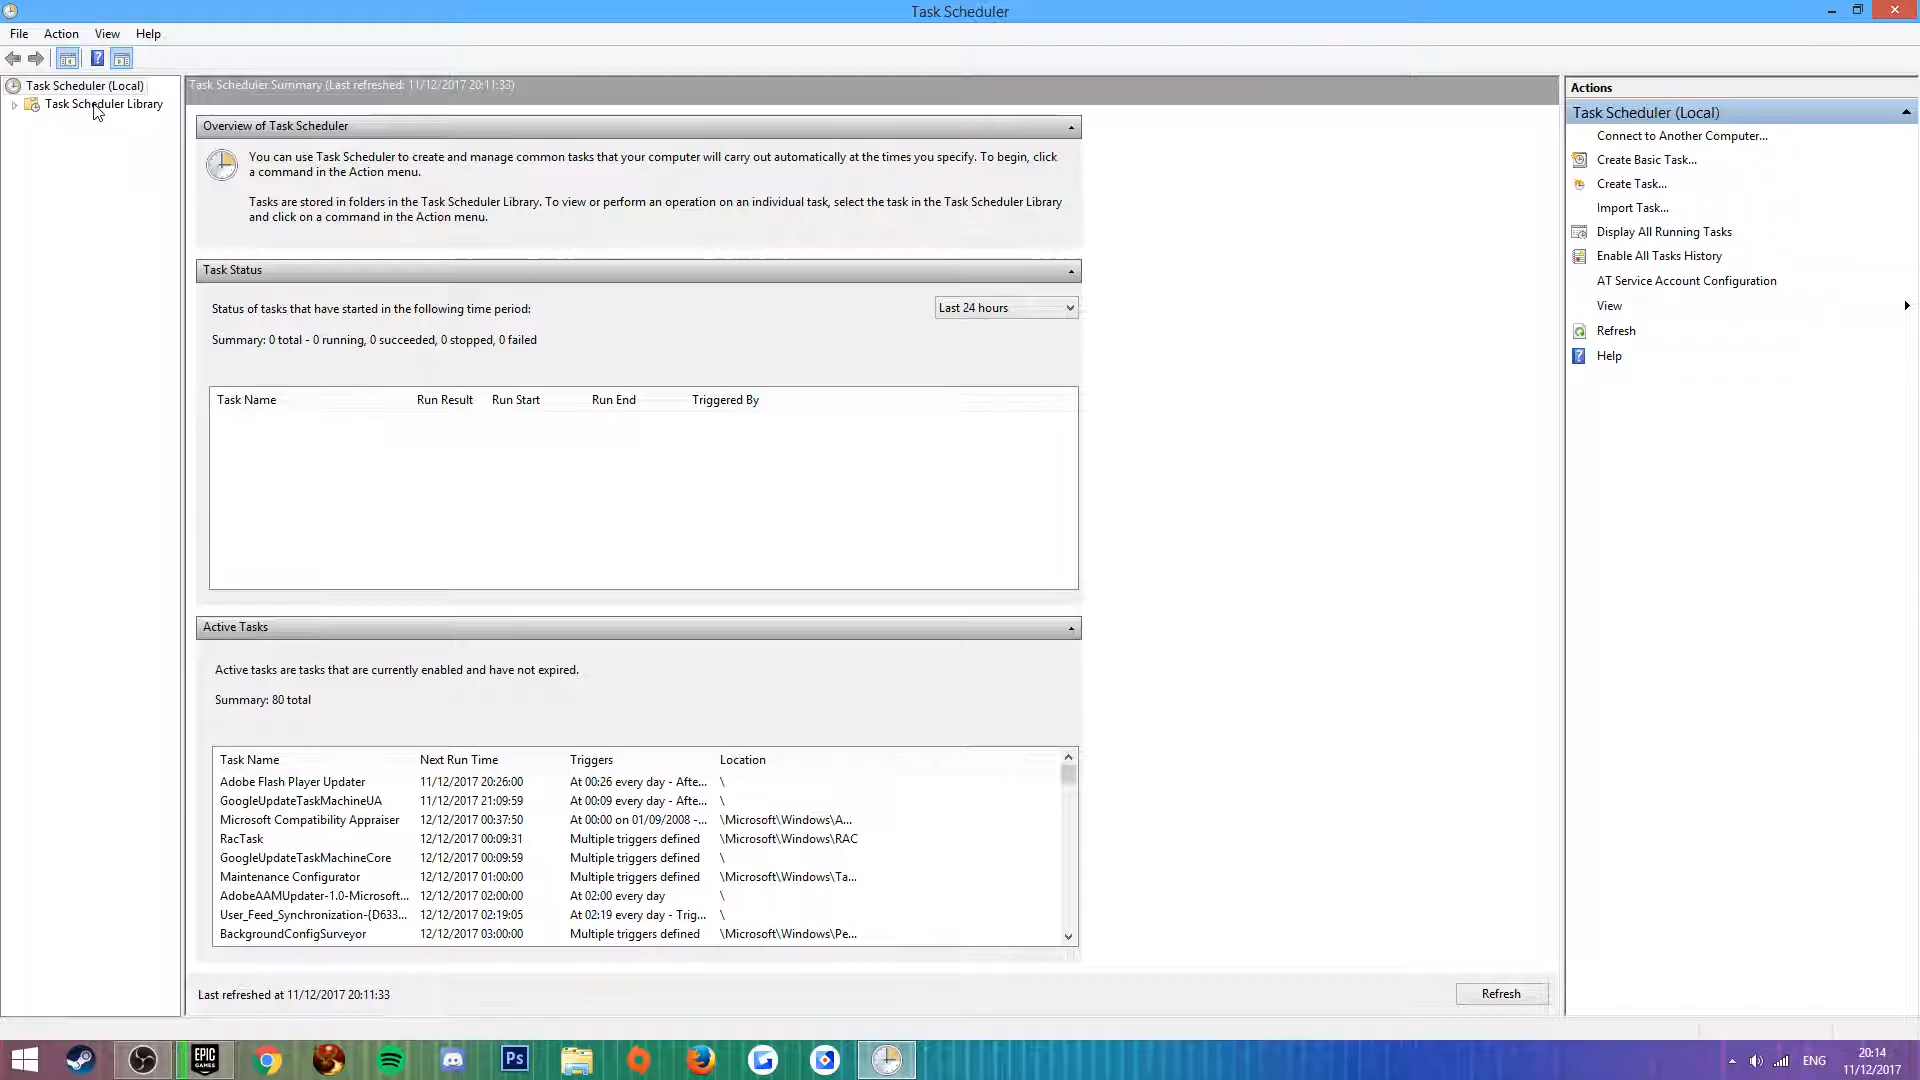 Task Scheduler
File Action View Help
Task Scheduler (Local)
Task Scheduler Library
Task Scheduler Summary (Last refreshed: 11/12/2017 20:11:33)
Overview of Task Scheduler
You can use Task Scheduler to create and manage common tasks that your computer will carry out automatically at the times you specify. To begin, click
a command in the Action menu.
Tasks are stored in folders in the Task Scheduler Library. To view or perform an operation on an individual task, select the task in the Task Scheduler Library
and click on a command in the Action menu.
Task Status
Status of tasks that have started in the following time period:
Last 24 hours
Summary: 0 total - 0 running, 0 succeeded, 0 stopped, 0 failed
Task Name Run Result Run Start Run End Triggered By
Active Tasks
Active tasks are tasks that are currently enabled and have not expired.
Summary: 80 total
Task Name Next Run Time Triggers Location
Adobe Flash Player Updater 11/12/2017 20:26:00 At 00:26 every day - Afte... \
GoogleUpdateTaskMachineUA 11/12/2017 21:09:59 At 00:09 every day - Afte... \
Microsoft Compatibility Appraiser 12/12/2017 00:37:50 At 00:00 on 01/09/2008 -... \Microsoft\Windows\A...
RacTask 12/12/2017 00:09:31 Multiple triggers defined \Microsoft\Windows\RAC
GoogleUpdateTaskMachineCore 12/12/2017 00:09:59 Multiple triggers defined \
Maintenance Configurator 12/12/2017 01:00:00 Multiple triggers defined \Microsoft\Windows\Ta...
AdobeAAMUpdater-1.0-Microsoft... 12/12/2017 02:00:00 At 02:00 every day \
User_Feed_Synchronization-{D633... 12/12/2017 02:19:05 At 02:19 every day - Trig... \
BackgroundConfigSurveyor 12/12/2017 03:00:00 Multiple triggers defined \Microsoft\Windows\Pe...
Last refreshed at 11/12/2017 20:11:33
Refresh
Actions
Task Scheduler (Local)
Connect to Another Computer...
Create Basic Task...
Create Task...
Import Task...
Display All Running Tasks
Enable All Tasks History
AT Service Account Configuration
View
Refresh
Help
EPIC
GAMES
Ps
ENG
20:14
11/12/2017